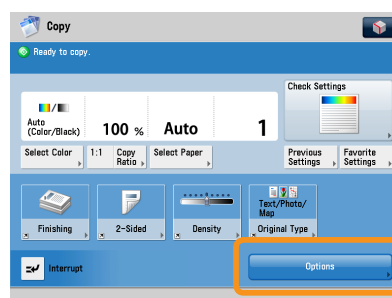 Copy
Ready to copy.
Check Settings
Auto
(Color/Black)
100 %
Auto
1
Select Color
1:1
Copy
Ratio
Select Paper
Previous
Settings
Favorite
Settings
Finishing
2-Sided
Density
Text/Photo/
Map
Original Type
Interrupt
Options